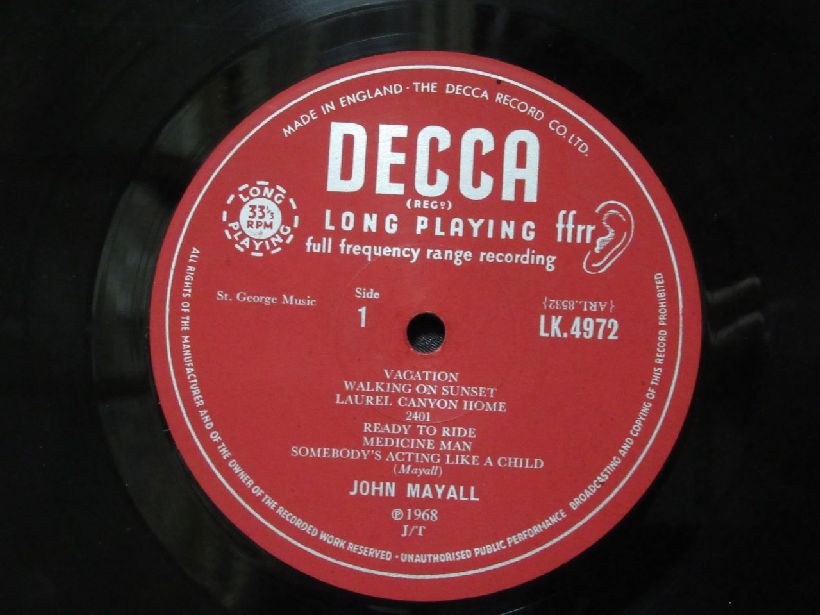 MADE IN ENGLAND · THE DECCA RECORD CO. LTD.
DECCA
(REGD)
LONG PLAYING
ffrr
full frequency range recording
LONG
33⅓
RPM
PLAYING
St. George Music
Side
1
{ARL.8532}
LK.4972
VACATION
WALKING ON SUNSET
LAUREL CANYON HOME
2401
READY TO RIDE
MEDICINE MAN
SOMEBODY'S ACTING LIKE A CHILD
(Mayall)
JOHN MAYALL
℗1968
J/T
ALL RIGHTS OF THE MANUFACTURER AND OF THE OWNER OF THE RECORDED WORK RESERVED - UNAUTHORISED PUBLIC PERFORMANCE BROADCASTING AND COPYING OF THIS RECORD PROHIBITED